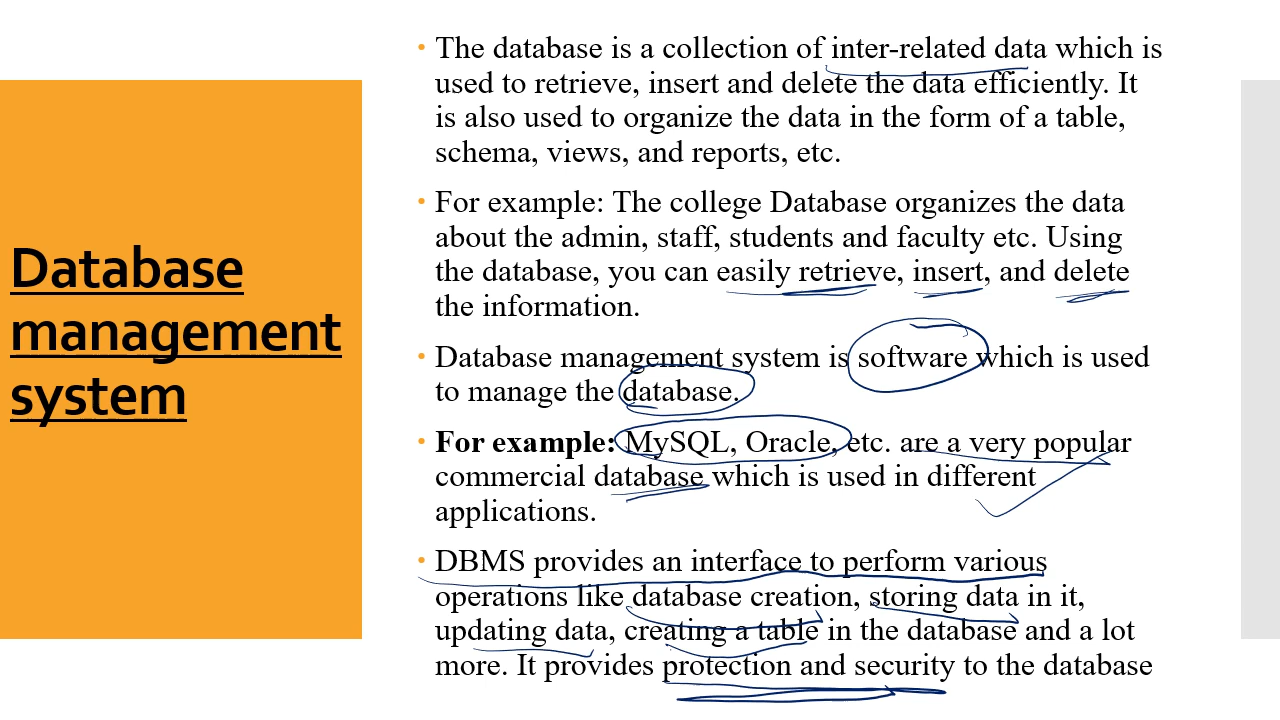 Database
management
system
• The database is a collection of inter-related data which is
used to retrieve, insert and delete the data efficiently. It
is also used to organize the data in the form of a table,
schema, views, and reports, etc.
• For example: The college Database organizes the data
about the admin, staff, students and faculty etc. Using
the database, you can easily retrieve, insert, and delete
the information.
• Database management system is software which is used
to manage the database.
• For example: MySQL, Oracle, etc. are a very popular
commercial database which is used in different
applications.
• DBMS provides an interface to perform various
operations like database creation, storing data in it,
updating data, creating a table in the database and a lot
more. It provides protection and security to the database